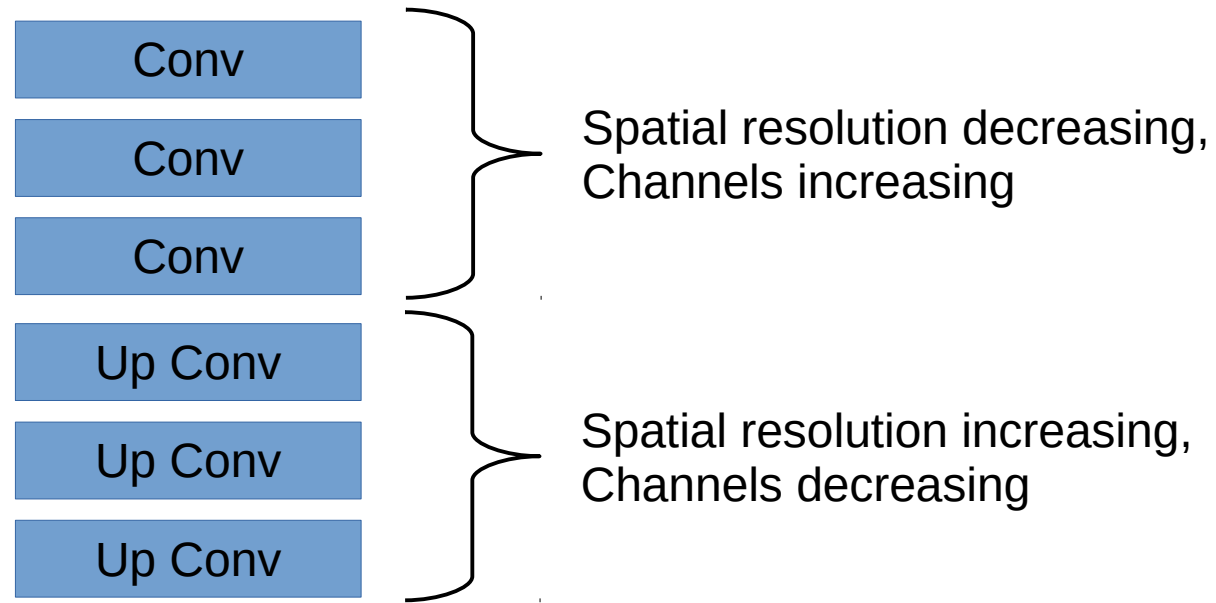 Conv
Conv
Conv
Spatial resolution decreasing,
Channels increasing
Up Conv
Up Conv
Up Conv
Spatial resolution increasing,
Channels decreasing